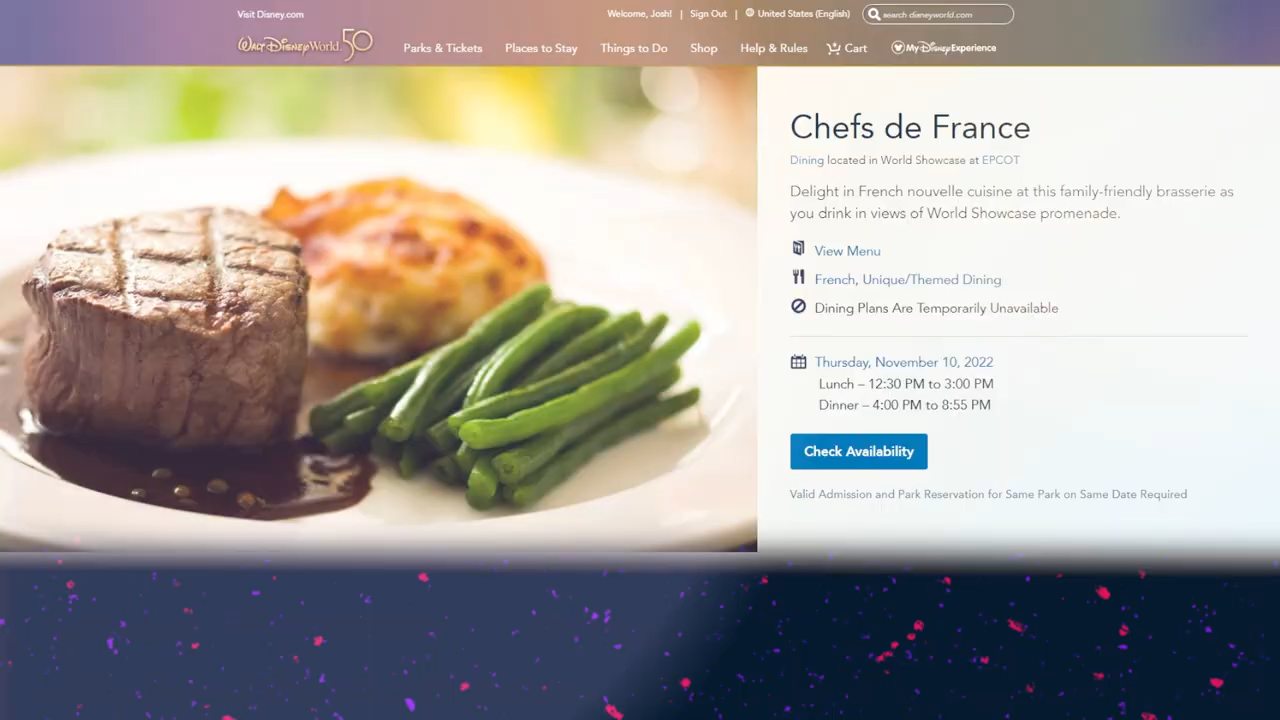 Visit Disney.com
Welcome, Josh! | Sign Out | United States (English) search disneyworld.com
Walt Disney World. 50
Parks & Tickets Places to Stay Things to Do Shop Help & Rules Cart My Disney Experience
Chefs de France
Dining located in World Showcase at EPCOT
Delight in French nouvelle cuisine at this family-friendly brasserie as
you drink in views of World Showcase promenade.
View Menu
French, Unique/Themed Dining
Dining Plans Are Temporarily Unavailable
Thursday, November 10, 2022
Lunch – 12:30 PM to 3:00 PM
Dinner – 4:00 PM to 8:55 PM
Check Availability
Valid Admission and Park Reservation for Same Park on Same Date Required